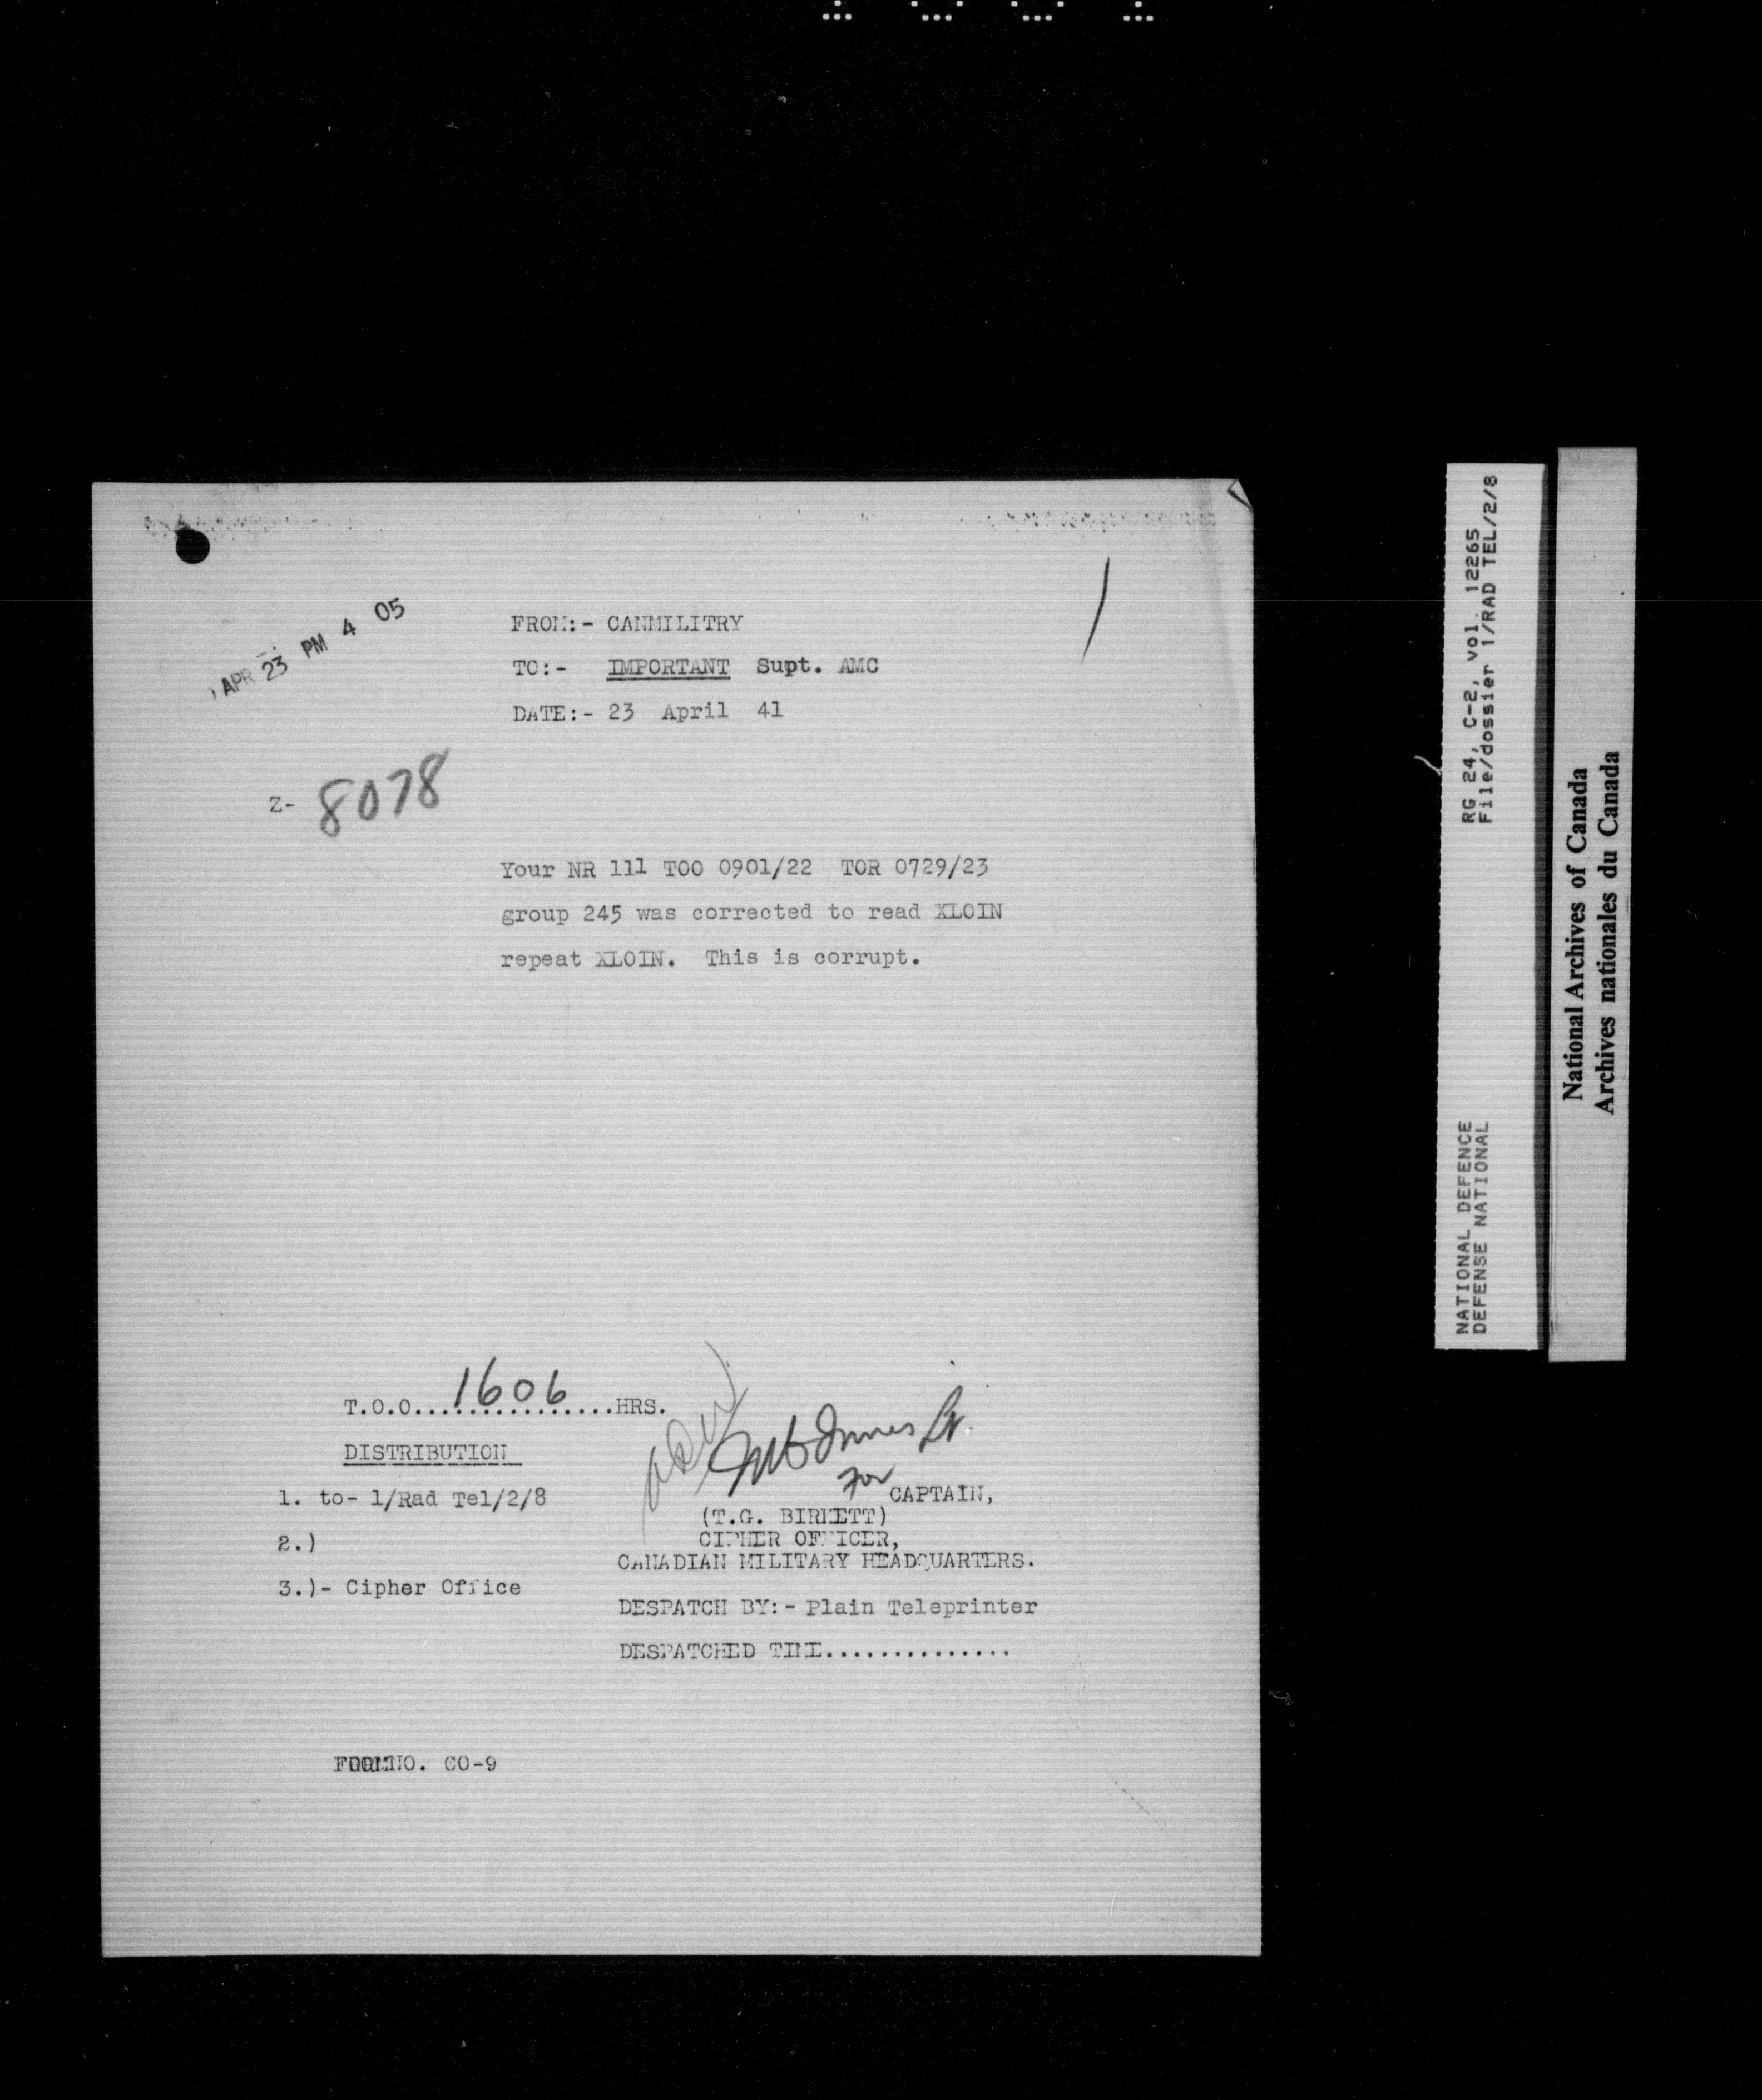 APR 23 PM 4 05
FROM:- CANMILITRY
TO:- IMPORTANT Supt. AMC
DATE:- 23 April 41
Z- 8078
Your NR 111 TOO 0901/22 TOR 0729/23
group 245 was corrected to read XLOIN
repeat XLOIN. This is corrupt.
T.O.O....1606....HRS.
DISTRIBUTION
1. to- 1/Rad Tel/2/8
2.)
3.)- Cipher Office
McInnes Lt.
For CAPTAIN,
(T.G. BIRKETT)
CIPHER OFFICER,
CANADIAN MILITARY HEADQUARTERS.
DESPATCH BY:- Plain Teleprinter
DESPATCHED TIME..............
FORM NO. CO-9
RG 24, C-2, vol. 12265
File/dossier 1/RAD TEL/2/8
NATIONAL DEFENCE
DEFENSE NATIONAL
National Archives of Canada
Archives nationales du Canada